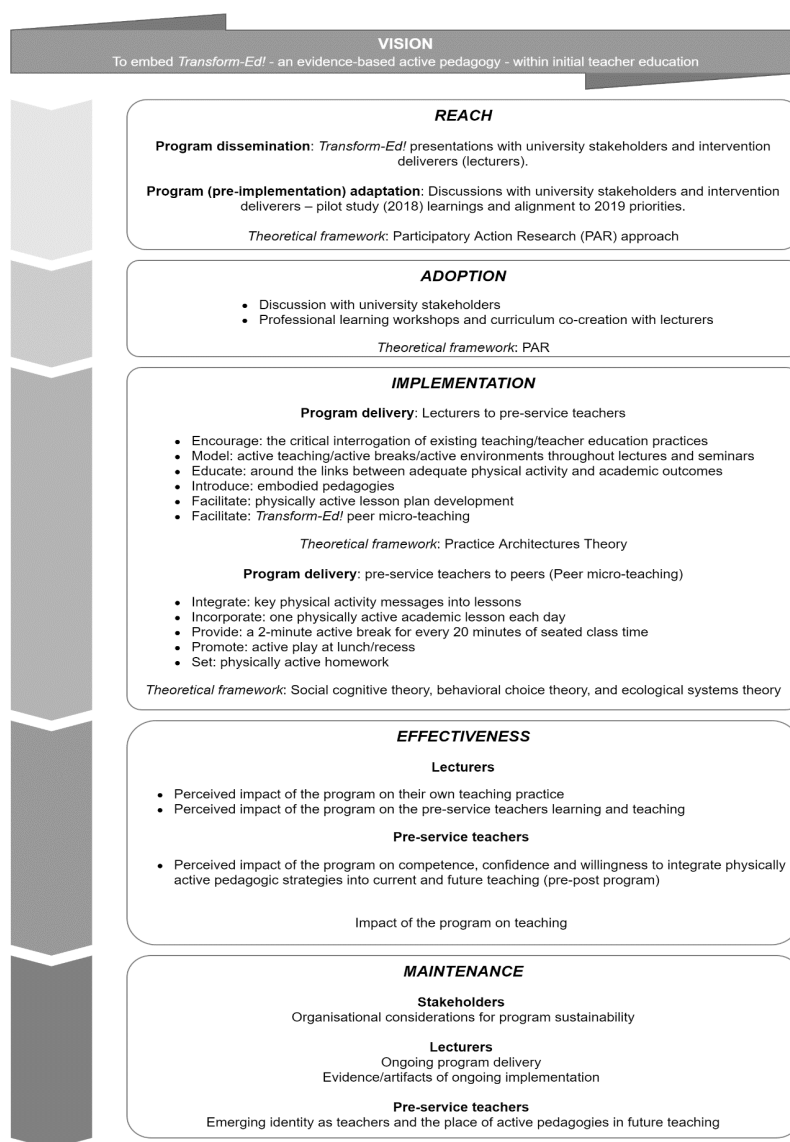 VISION
To embed Transform-Ed! - an evidence-based active pedagogy - within initial teacher education
REACH
Program dissemination: Transform-Ed! presentations with university stakeholders and intervention
deliverers (lecturers).
Program (pre-implementation) adaptation: Discussions with university stakeholders and intervention
deliverers – pilot study (2018) learnings and alignment to 2019 priorities.
Theoretical framework: Participatory Action Research (PAR) approach
ADOPTION
• Discussion with university stakeholders
• Professional learning workshops and curriculum co-creation with lecturers
Theoretical framework: PAR
IMPLEMENTATION
Program delivery: Lecturers to pre-service teachers
• Encourage: the critical interrogation of existing teaching/teacher education practices
• Model: active teaching/active breaks/active environments throughout lectures and seminars
• Educate: around the links between adequate physical activity and academic outcomes
• Introduce: embodied pedagogies
• Facilitate: physically active lesson plan development
• Facilitate: Transform-Ed! peer micro-teaching
Theoretical framework: Practice Architectures Theory
Program delivery: pre-service teachers to peers (Peer micro-teaching)
• Integrate: key physical activity messages into lessons
• Incorporate: one physically active academic lesson each day
• Provide: a 2-minute active break for every 20 minutes of seated class time
• Promote: active play at lunch/recess
• Set: physically active homework
Theoretical framework: Social cognitive theory, behavioral choice theory, and ecological systems theory
EFFECTIVENESS
Lecturers
• Perceived impact of the program on their own teaching practice
• Perceived impact of the program on the pre-service teachers learning and teaching
Pre-service teachers
• Perceived impact of the program on competence, confidence and willingness to integrate physically
active pedagogic strategies into current and future teaching (pre-post program)
Impact of the program on teaching
MAINTENANCE
Stakeholders
Organisational considerations for program sustainability
Lecturers
Ongoing program delivery
Evidence/artifacts of ongoing implementation
Pre-service teachers
Emerging identity as teachers and the place of active pedagogies in future teaching